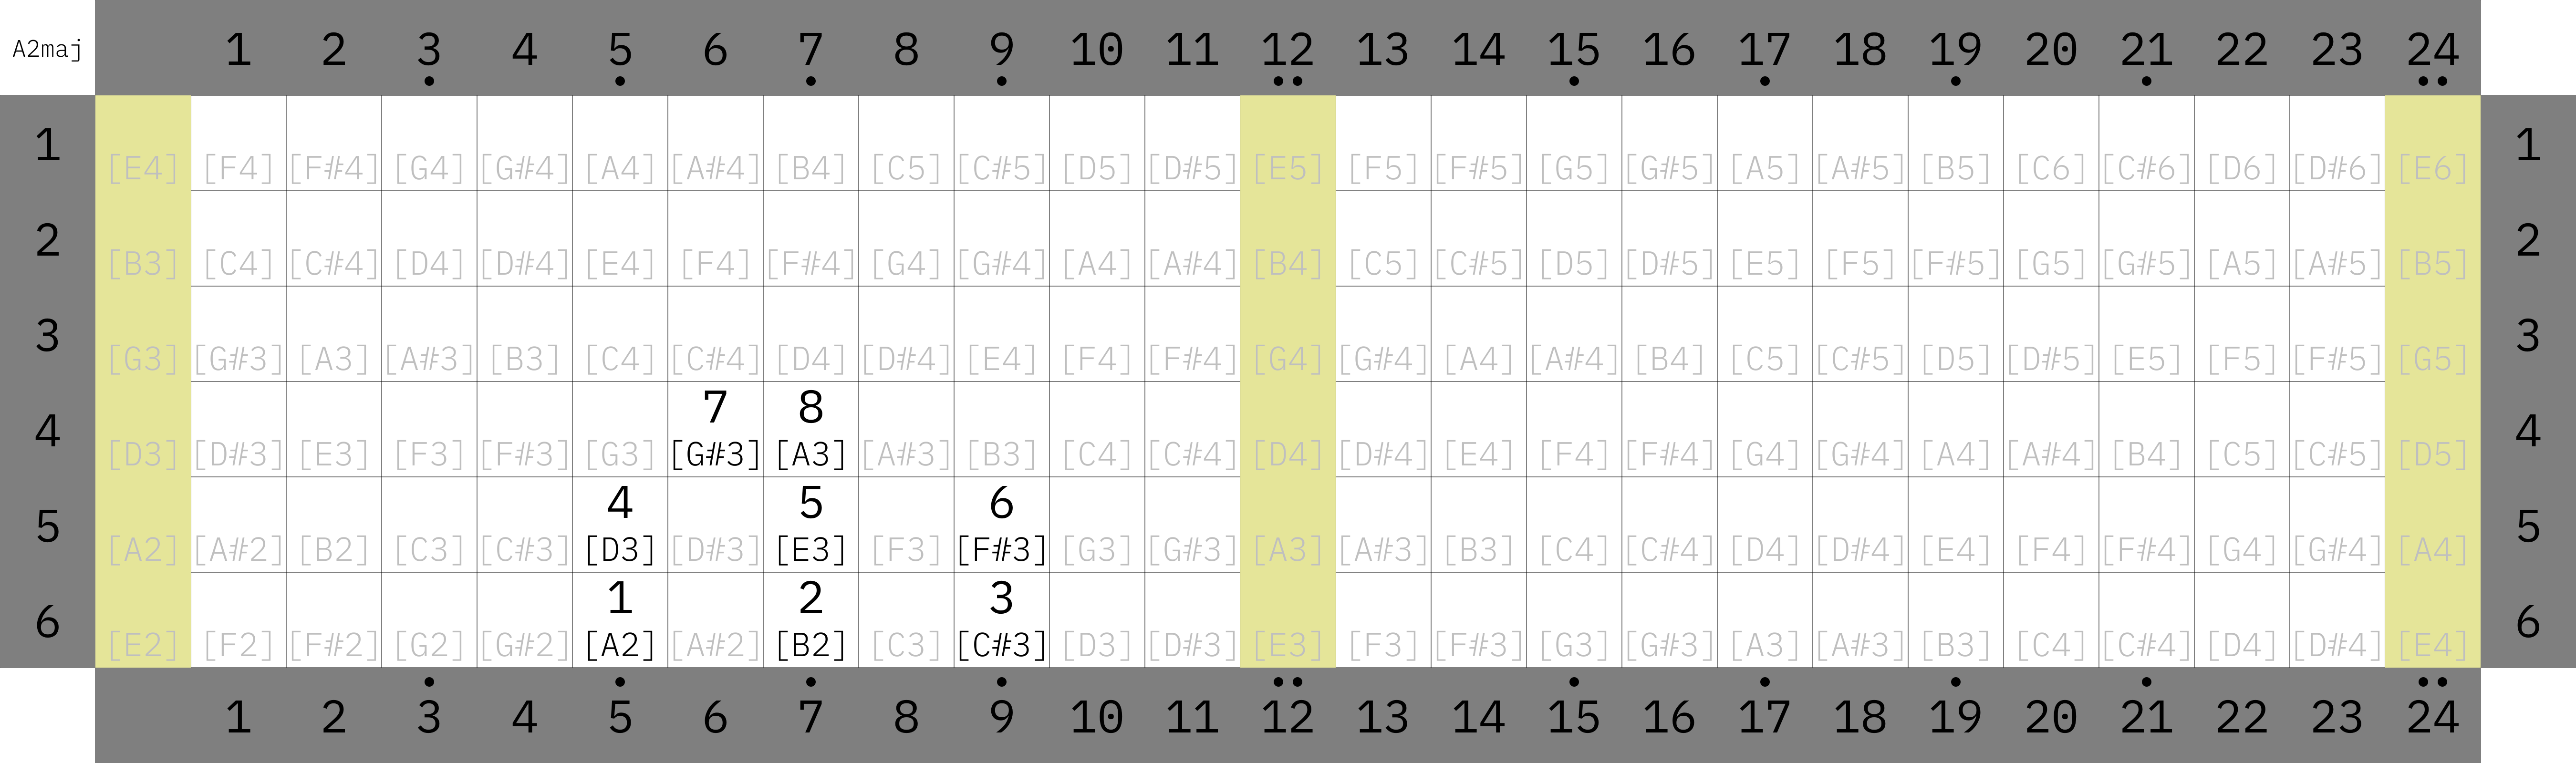 A2maj 1 2 3 4 5 6 7 8 9 10 11 12 13 14 15 16 17 18 19 20 21 22 23 24
1 [E4] [F4] [F#4] [G4] [G#4] [A4] [A#4] [B4] [C5] [C#5] [D5] [D#5] [E5] [F5] [F#5] [G5] [G#5] [A5] [A#5] [B5] [C6] [C#6] [D6] [D#6] [E6] 1
2 [B3] [C4] [C#4] [D4] [D#4] [E4] [F4] [F#4] [G4] [G#4] [A4] [A#4] [B4] [C5] [C#5] [D5] [D#5] [E5] [F5] [F#5] [G5] [G#5] [A5] [A#5] [B5] 2
3 [G3] [G#3] [A3] [A#3] [B3] [C4] [C#4] [D4] [D#4] [E4] [F4] [F#4] [G4] [G#4] [A4] [A#4] [B4] [C5] [C#5] [D5] [D#5] [E5] [F5] [F#5] [G5] 3
7 8
4 [D3] [D#3] [E3] [F3] [F#3] [G3] [G#3] [A3] [A#3] [B3] [C4] [C#4] [D4] [D#4] [E4] [F4] [F#4] [G4] [G#4] [A4] [A#4] [B4] [C5] [C#5] [D5] 4
4 5 6
5 [A2] [A#2] [B2] [C3] [C#3] [D3] [D#3] [E3] [F3] [F#3] [G3] [G#3] [A3] [A#3] [B3] [C4] [C#4] [D4] [D#4] [E4] [F4] [F#4] [G4] [G#4] [A4] 5
1 2 3
6 [E2] [F2] [F#2] [G2] [G#2] [A2] [A#2] [B2] [C3] [C#3] [D3] [D#3] [E3] [F3] [F#3] [G3] [G#3] [A3] [A#3] [B3] [C4] [C#4] [D4] [D#4] [E4] 6
1 2 3 4 5 6 7 8 9 10 11 12 13 14 15 16 17 18 19 20 21 22 23 24